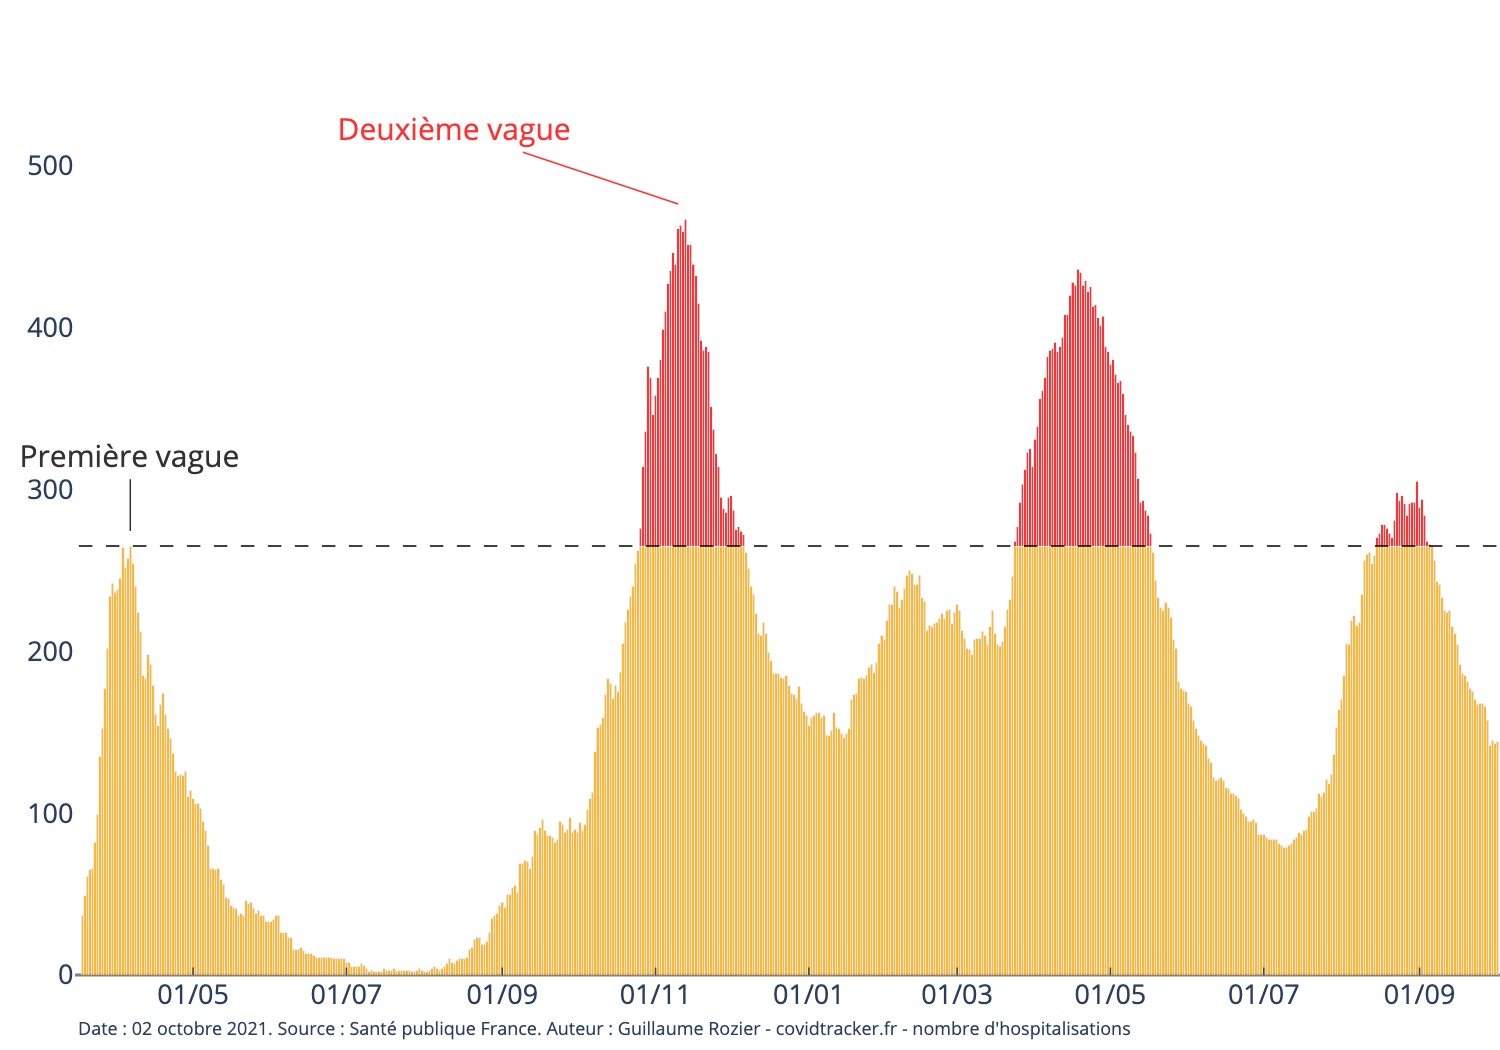 Deuxième vague
500
400
Première vague
300
200
100
0
01/05 01/07 01/09 01/11 01/01 01/03 01/05 01/07 01/09
Date : 02 octobre 2021. Source : Santé publique France. Auteur : Guillaume Rozier - covidtracker.fr - nombre d'hospitalisations